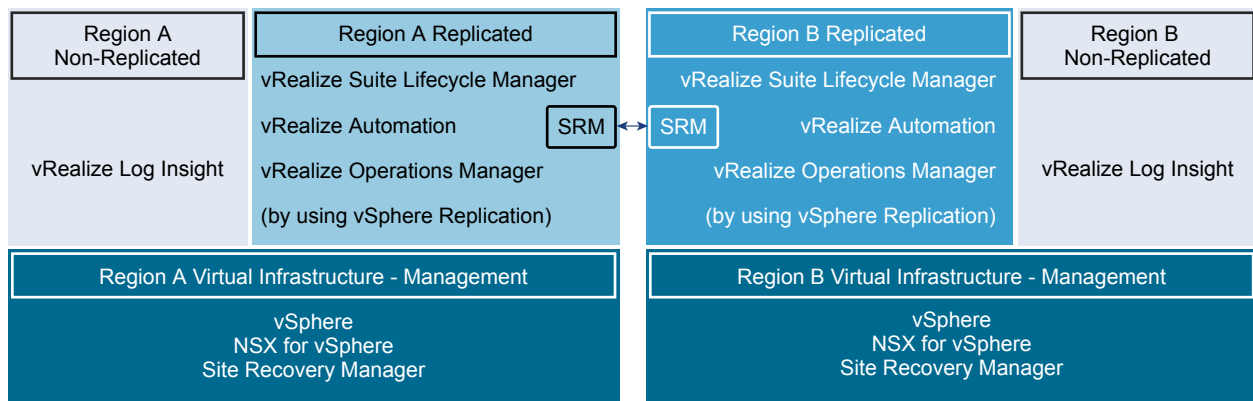 Region A
Non-Replicated
vRealize Log Insight
Region A Replicated
vRealize Suite Lifecycle Manager
vRealize Automation
SRM
vRealize Operations Manager
(by using vSphere Replication)
Region B Replicated
vRealize Suite Lifecycle Manager
SRM
vRealize Automation
vRealize Operations Manager
(by using vSphere Replication)
Region B
Non-Replicated
vRealize Log Insight
Region A Virtual Infrastructure - Management
vSphere
NSX for vSphere
Site Recovery Manager
Region B Virtual Infrastructure - Management
vSphere
NSX for vSphere
Site Recovery Manager